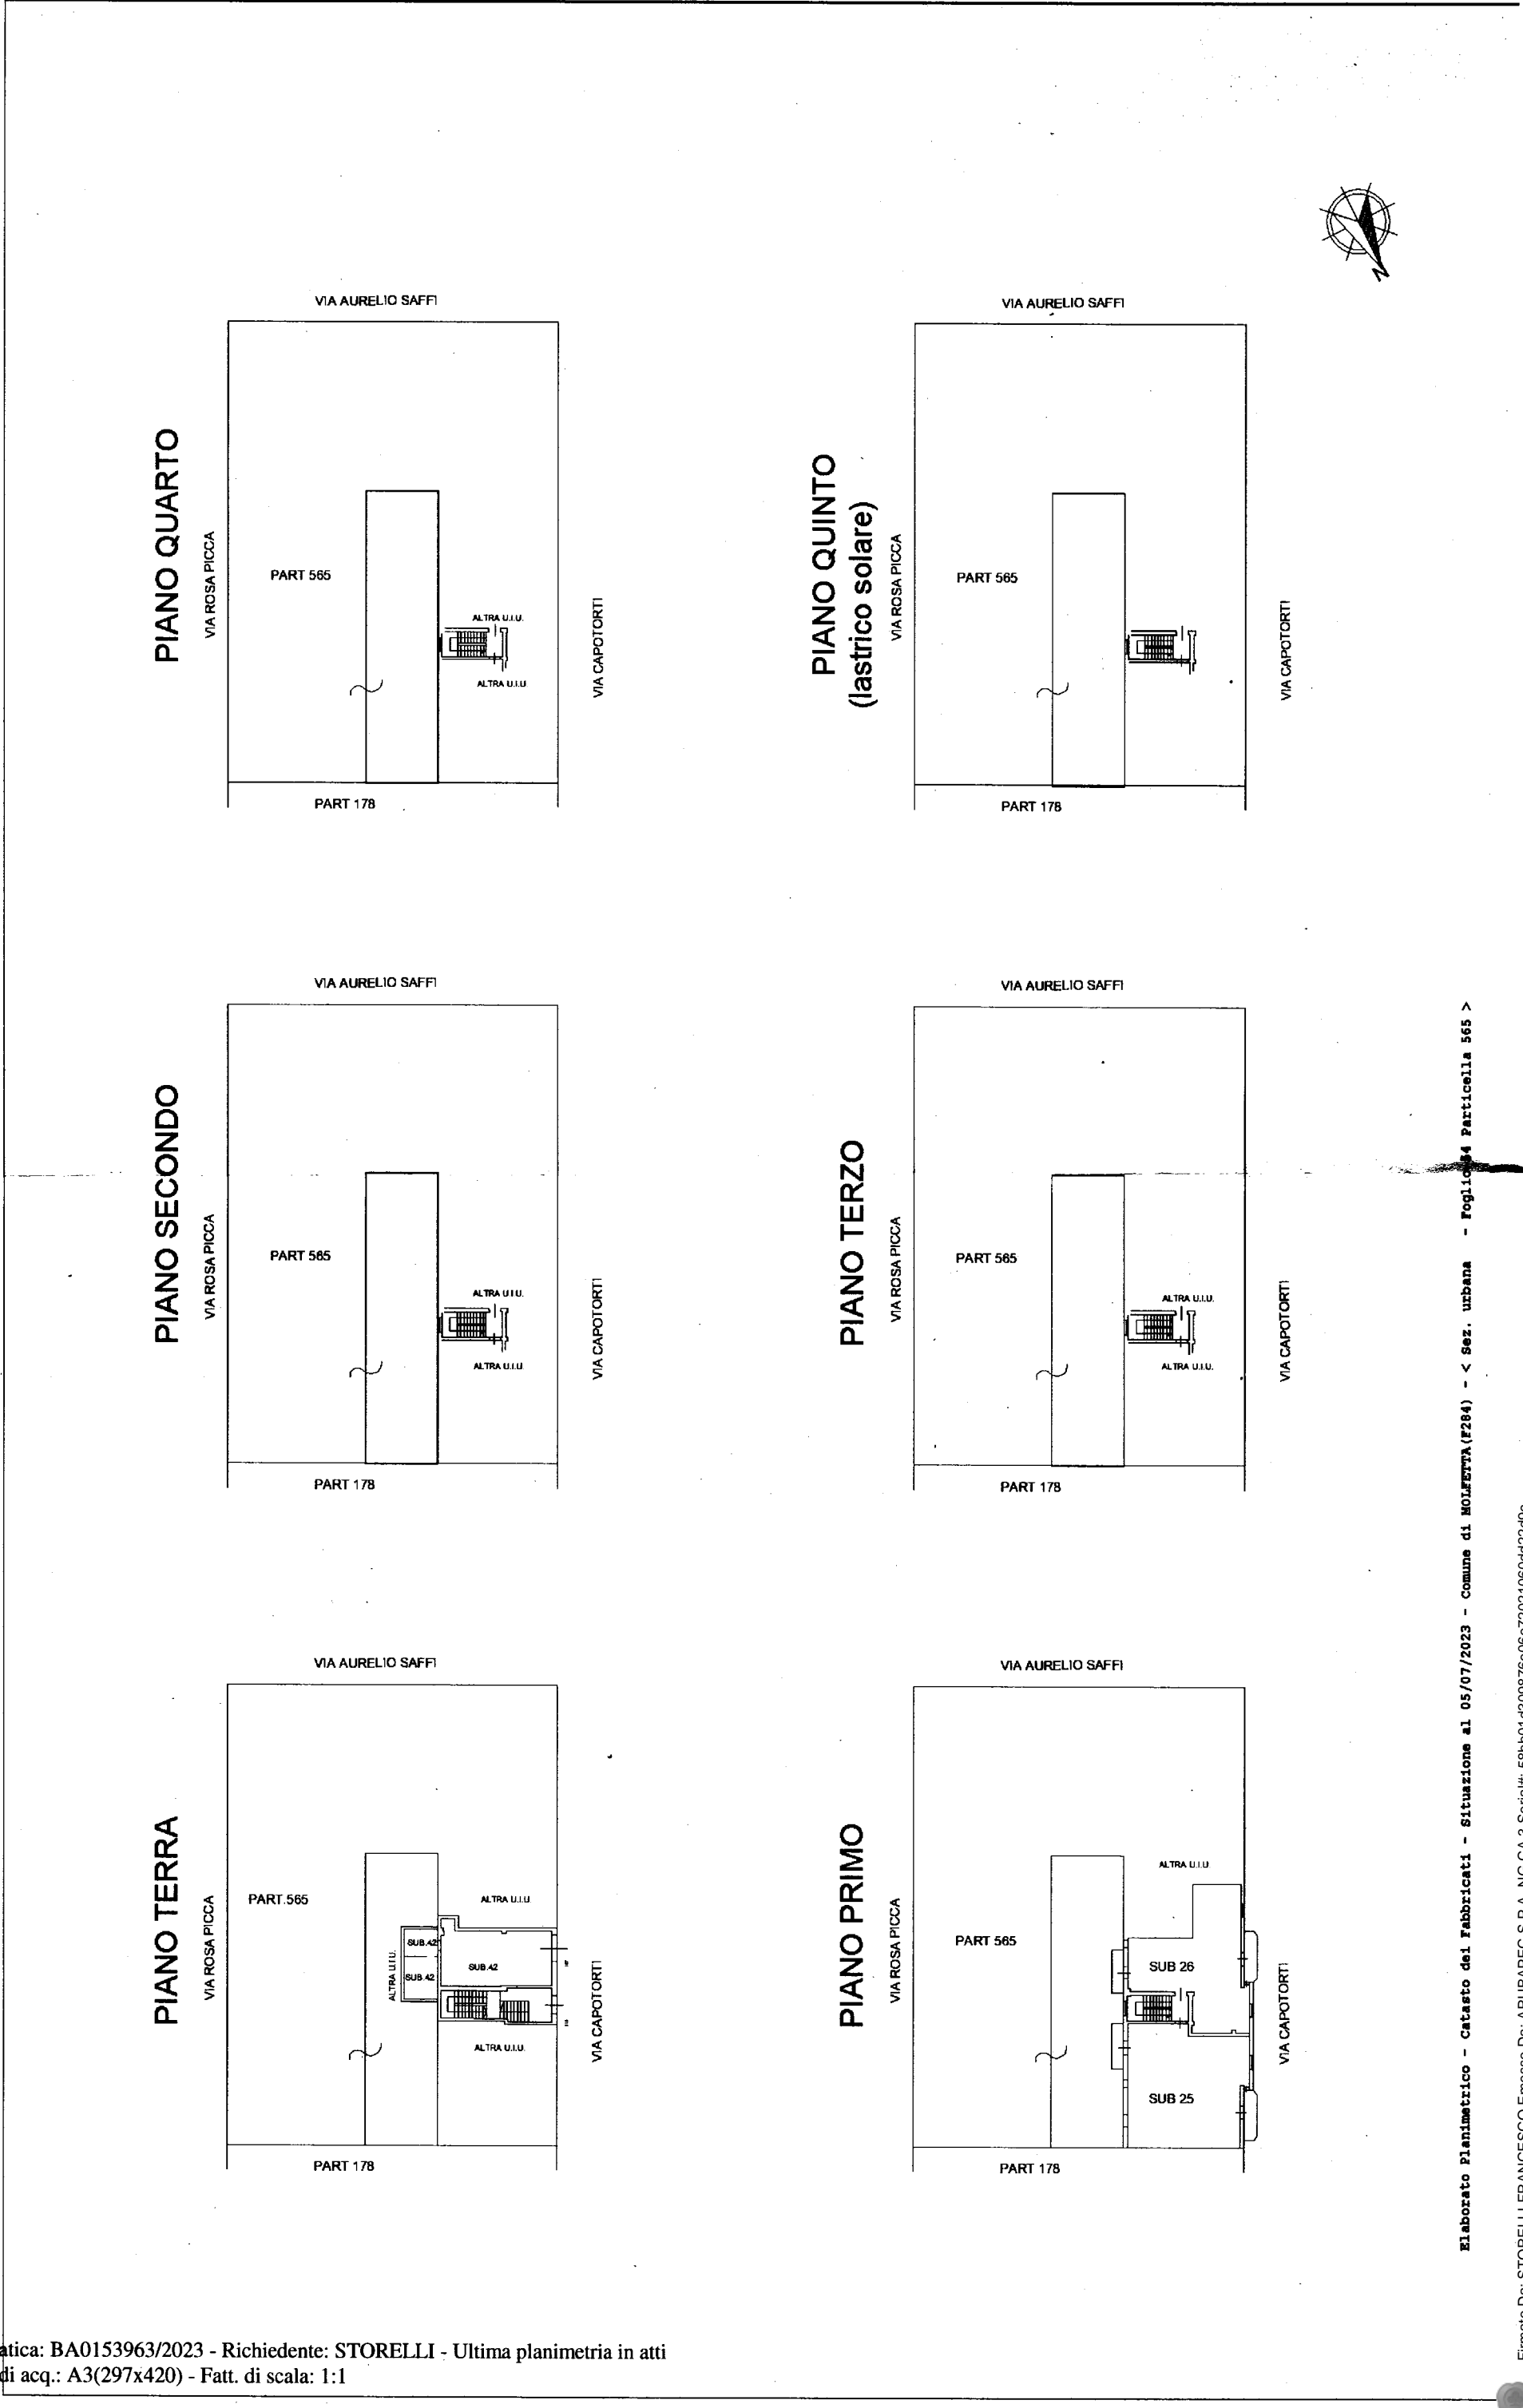 VIA AURELIO SAFFI
PIANO QUARTO
VIA ROSA PICCA
PART 565
ALTRA U.I.U.
ALTRA U.I.U
VIA CAPOTORTI
PART 178
N
VIA AURELIO SAFFI
PIANO QUINTO
(lastrico solare)
VIA ROSA PICCA
PART 565
VIA CAPOTORTI
PART 178
VIA AURELIO SAFFI
PIANO SECONDO
VIA ROSA PICCA
PART 565
ALTRA U.I.U.
ALTRA U.I.U.
VIA CAPOTORTI
PART 178
VIA AURELIO SAFFI
PIANO TERZO
VIA ROSA PICCA
PART 565
ALTRA U.I.U.
ALTRA U.I.U.
VIA CAPOTORTI
PART 178
VIA AURELIO SAFFI
PIANO TERRA
VIA ROSA PICCA
PART.565
ALTRA U.I.U
ALTRA U.I.U.
SUB.42
SUB.42
SUB.42
ALTRA U.I.U.
VIA CAPOTORTI
PART 178
VIA AURELIO SAFFI
PIANO PRIMO
VIA ROSA PICCA
PART 565
ALTRA U.I.U
SUB 26
SUB 25
VIA CAPOTORTI
PART 178
Elaborato Planimetrico - Catasto dei Fabbricati - Situazione al 05/07/2023 - Comune di MOLFETTA(F284) - < Sez. urbana - Foglio Particella 565 >
atica: BA0153963/2023 - Richiedente: STORELLI - Ultima planimetria in atti
di acq.: A3(297x420) - Fatt. di scala: 1:1